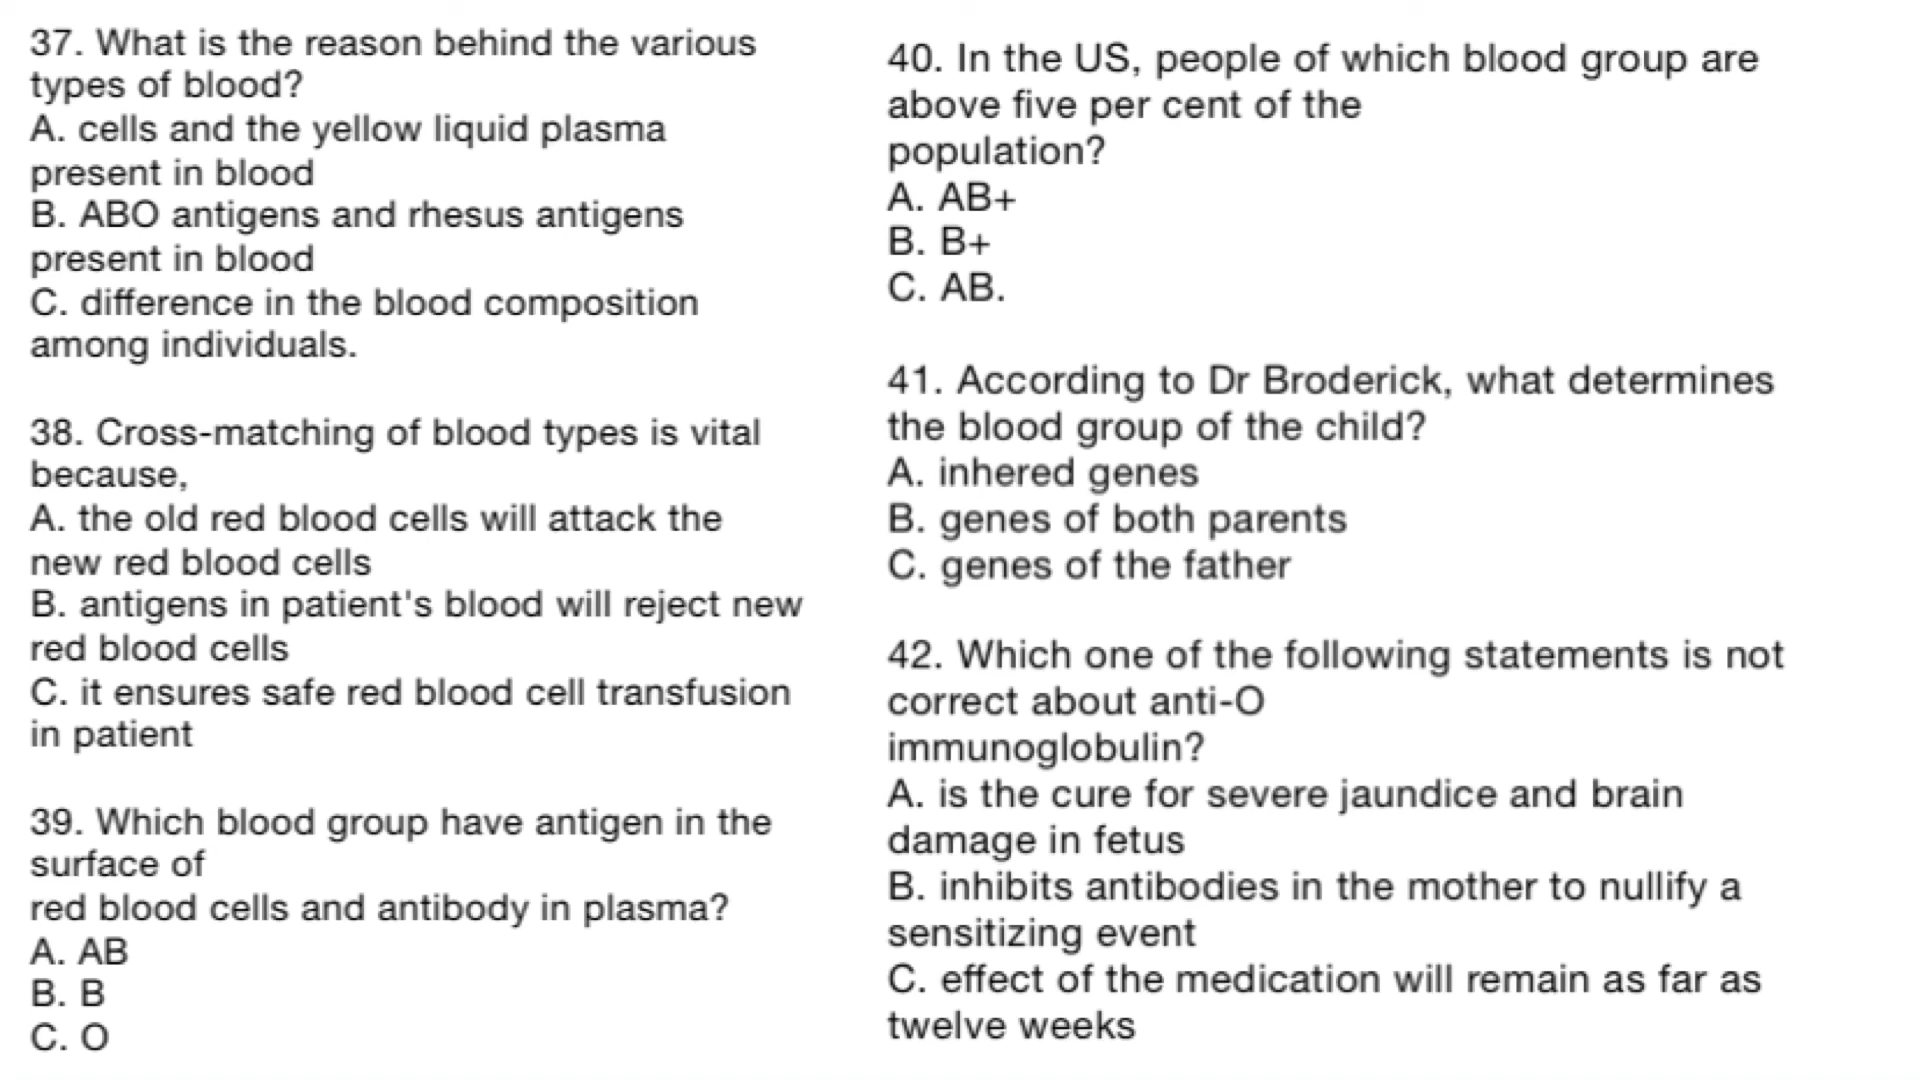 37. What is the reason behind the various
types of blood?
A. cells and the yellow liquid plasma
present in blood
B. ABO antigens and rhesus antigens
present in blood
C. difference in the blood composition
among individuals.
38. Cross-matching of blood types is vital
because,
A. the old red blood cells will attack the
new red blood cells
B. antigens in patient's blood will reject new
red blood cells
C. it ensures safe red blood cell transfusion
in patient
39. Which blood group have antigen in the
surface of
red blood cells and antibody in plasma?
A. AB
B. B
C. O
40. In the US, people of which blood group are
above five per cent of the
population?
A. AB+
B. B+
C. AB.
41. According to Dr Broderick, what determines
the blood group of the child?
A. inhered genes
B. genes of both parents
C. genes of the father
42. Which one of the following statements is not
correct about anti-O
immunoglobulin?
A. is the cure for severe jaundice and brain
damage in fetus
B. inhibits antibodies in the mother to nullify a
sensitizing event
C. effect of the medication will remain as far as
twelve weeks